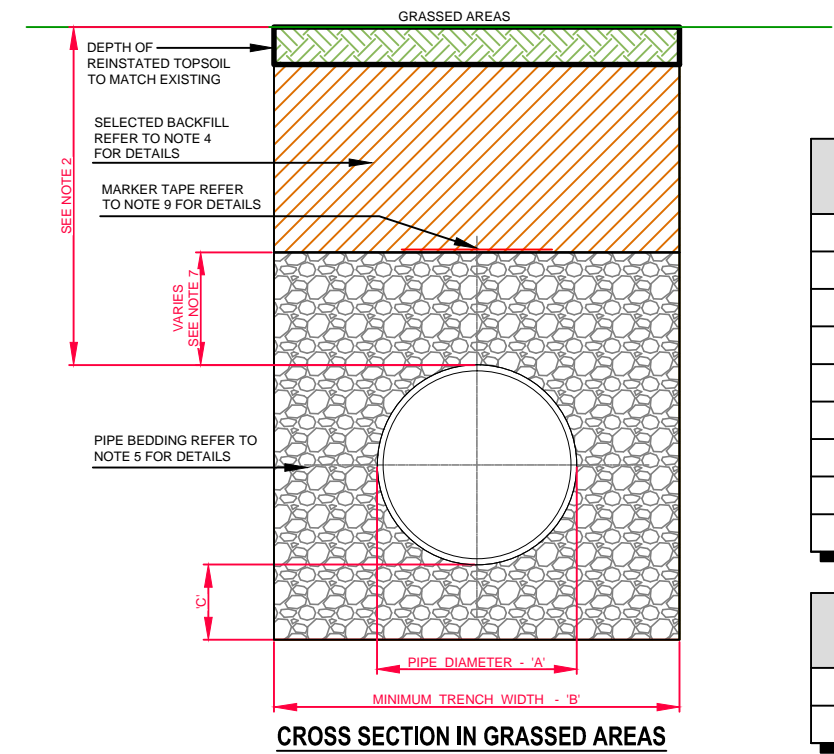 GRASSED AREAS
DEPTH OF
REINSTATED TOPSOIL
TO MATCH EXISTING
SELECTED BACKFILL
REFER TO NOTE 4
FOR DETAILS
SEE NOTE 2
MARKER TAPE REFER
TO NOTE 9 FOR DETAILS
VARIES
SEE NOTE 7
PIPE BEDDING REFER TO
NOTE 5 FOR DETAILS
'C'
PIPE DIAMETER - 'A'
MINIMUM TRENCH WIDTH - 'B'
CROSS SECTION IN GRASSED AREAS